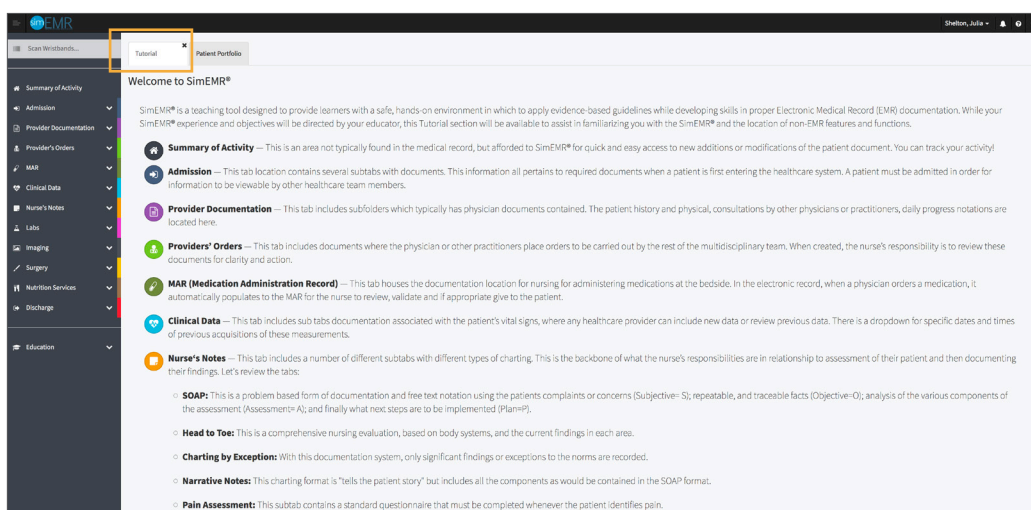 simEMR
Shelton, Julia
Scan Wristbands...
Tutorial
Patient Portfolio
Summary of Activity
Admission
Provider Documentation
Provider's Orders
MAR
Clinical Data
Nurse's Notes
Labs
Imaging
Surgery
Nutrition Services
Discharge
Education
Welcome to SimEMR®
SimEMR® is a teaching tool designed to provide learners with a safe, hands-on environment in which to apply evidence-based guidelines while developing skills in proper Electronic Medical Record (EMR) documentation. While your
SimEMR® experience and objectives will be directed by your educator, this Tutorial section will be available to assist in familiarizing you with the SimEMR® and the location of non-EMR features and functions.
Summary of Activity — This is an area not typically found in the medical record, but afforded to SimEMR® for quick and easy access to new additions or modifications of the patient document. You can track your activity!
Admission — This tab location contains several subtabs with documents. This information all pertains to required documents when a patient is first entering the healthcare system. A patient must be admitted in order for
information to be viewable by other healthcare team members.
Provider Documentation — This tab includes subfolders which typically has physician documents contained. The patient history and physical, consultations by other physicians or practitioners, daily progress notations are
located here.
Providers' Orders — This tab includes documents where the physician or other practitioners place orders to be carried out by the rest of the multidisciplinary team. When created, the nurse's responsibility is to review these
documents for clarity and action.
MAR (Medication Administration Record) — This tab houses the documentation location for nursing for administering medications at the bedside. In the electronic record, when a physician orders a medication, it
automatically populates to the MAR for the nurse to review, validate and if appropriate give to the patient.
Clinical Data — This tab includes sub tabs documentation associated with the patient's vital signs, where any healthcare provider can include new data or review previous data. There is a dropdown for specific dates and times
of previous acquisitions of these measurements.
Nurse's Notes — This tab includes a number of different subtabs with different types of charting. This is the backbone of what the nurse's responsibilities are in relationship to assessment of their patient and then documenting
their findings. Let's review the tabs:
SOAP: This is a problem based form of documentation and free text notation using the patients complaints or concerns (Subjective= S); repeatable, and traceable facts (Objective=O); analysis of the various components of
the assessment (Assessment= A); and finally what next steps are to be implemented (Plan=P).
Head to Toe: This is a comprehensive nursing evaluation, based on body systems, and the current findings in each area.
Charting by Exception: With this documentation system, only significant findings or exceptions to the norms are recorded.
Narrative Notes: This charting format is "tells the patient story" but includes all the components as would be contained in the SOAP format.
Pain Assessment: This subtab contains a standard questionnaire that must be completed whenever the patient identifies pain.